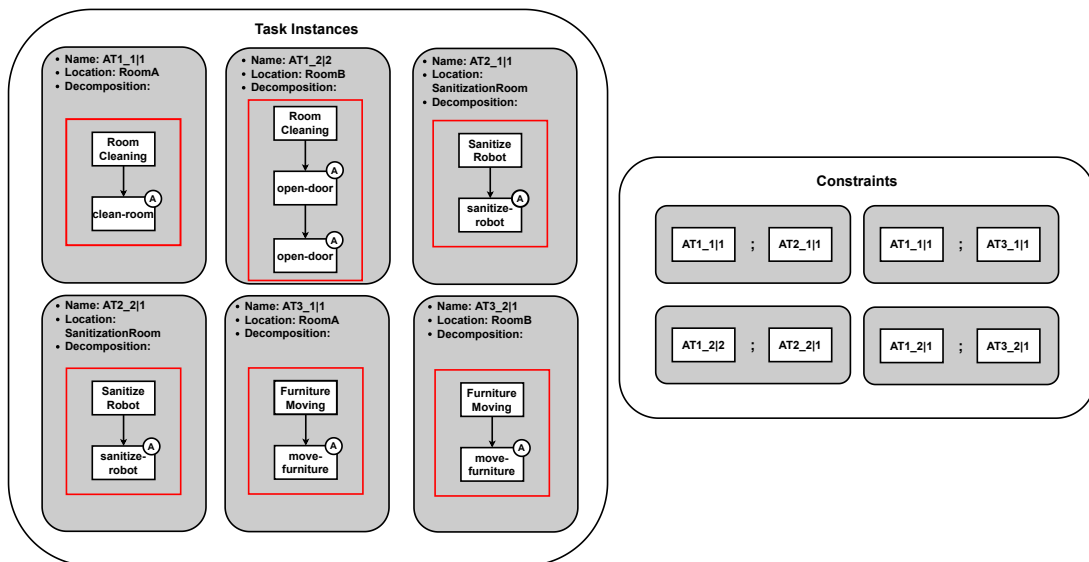 Task Instances
• Name: AT1_1|1
• Location: RoomA
• Decomposition:
Room
Cleaning
A
clean-room
• Name: AT1_2|2
• Location: RoomB
• Decomposition:
Room
Cleaning
A
open-door
A
open-door
• Name: AT2_1|1
• Location:
SanitizationRoom
• Decomposition:
Sanitize
Robot
A
sanitize-
robot
• Name: AT2_2|1
• Location:
SanitizationRoom
• Decomposition:
Sanitize
Robot
A
sanitize-
robot
• Name: AT3_1|1
• Location: RoomA
• Decomposition:
Furniture
Moving
A
move-
furniture
• Name: AT3_2|1
• Location: RoomB
• Decomposition:
Furniture
Moving
A
move-
furniture
Constraints
AT1_1|1 ; AT2_1|1
AT1_1|1 ; AT3_1|1
AT1_2|2 ; AT2_2|1
AT1_2|1 ; AT3_2|1